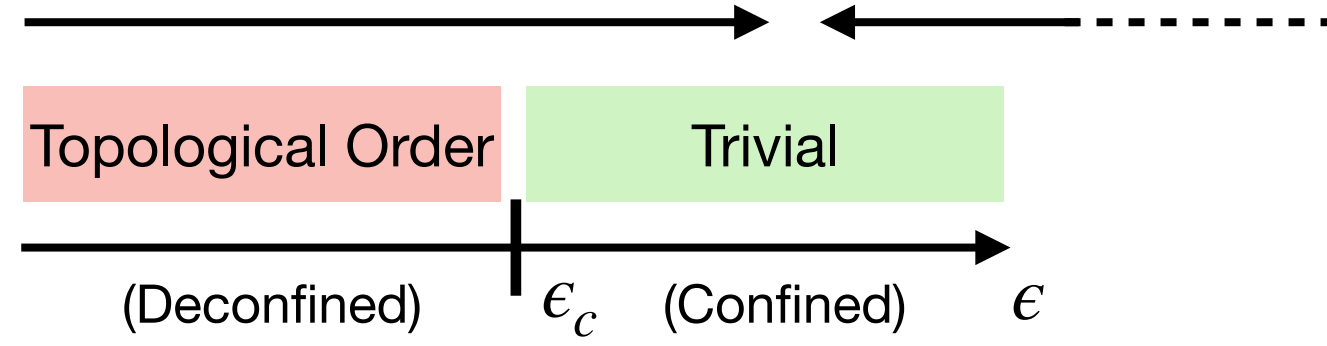 Topological Order Trivial
(Deconfined) ϵ_c (Confined) ϵ